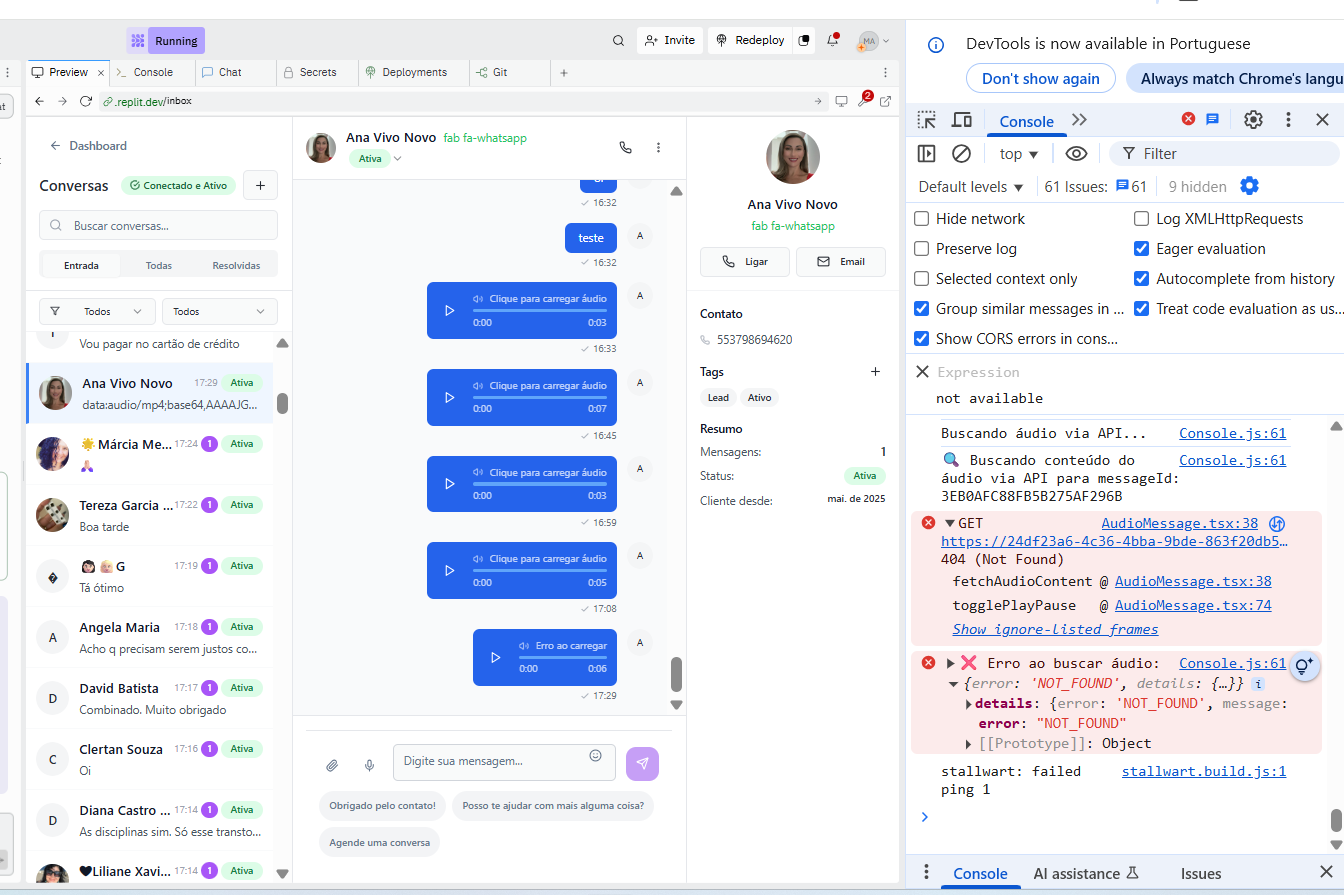 Running
Invite
Redeploy
MA
DevTools is now available in Portuguese
Don't show again
Always match Chrome's langu
Preview
Console
Chat
Secrets
Deployments
Git
.replit.dev/inbox
2
at
Dashboard
Conversas
Conectado e Ativo
Buscar conversas...
Entrada
Todas
Resolvidas
Todos
Todos
Vou pagar no cartão de crédito
Ana Vivo Novo 17:29 Ativa
data:audio/mp4;base64,AAAAJG...
🌟 Márcia Me... 17:24 1 Ativa
🙏🏻
Tereza Garcia ... 17:22 1 Ativa
Boa tarde
G 17:19 1 Ativa
Tá ótimo
A
Angela Maria 17:18 1 Ativa
Acho q precisam serem justos co...
D
David Batista 17:17 1 Ativa
Combinado. Muito obrigado
C
Clertan Souza 17:16 1 Ativa
Oi
D
Diana Castro ... 17:14 1 Ativa
As disciplinas sim. Só esse transto...
🖤Liliane Xavi... 17:14 1 Ativa
Ana Vivo Novo fab fa-whatsapp
Ativa
16:32
teste
A
16:32
Clique para carregar áudio
0:00 0:03
A
16:33
Clique para carregar áudio
0:00 0:07
A
16:45
Clique para carregar áudio
0:00 0:03
A
16:59
Clique para carregar áudio
0:00 0:05
A
17:08
Erro ao carregar
0:00 0:06
A
17:29
Digite sua mensagem...
Obrigado pelo contato!
Posso te ajudar com mais alguma coisa?
Agende uma conversa
Ana Vivo Novo
fab fa-whatsapp
Ligar
Email
Contato
553798694620
Tags
Lead
Ativo
Resumo
Mensagens: 1
Status: Ativa
Cliente desde: mai. de 2025
Console
top
Filter
Default levels
61 Issues: 61
9 hidden
Hide network
Log XMLHttpRequests
Preserve log
Eager evaluation
Selected context only
Autocomplete from history
Group similar messages in ...
Treat code evaluation as us...
Show CORS errors in cons...
Expression
not available
Buscando áudio via API... Console.js:61
🔍 Buscando conteúdo do Console.js:61
áudio via API para messageId:
3EB0AFC88FB5B275AF296B
GET AudioMessage.tsx:38
https://24df23a6-4c36-4bba-9bde-863f20db5…
404 (Not Found)
fetchAudioContent @ AudioMessage.tsx:38
togglePlayPause @ AudioMessage.tsx:74
Show ignore-listed frames
❌ Erro ao buscar áudio: Console.js:61
{error: 'NOT_FOUND', details: {…}} i
details: {error: 'NOT_FOUND', message:
error: "NOT_FOUND"
[[Prototype]]: Object
stallwart: failed stallwart.build.js:1
ping 1
Console
AI assistance
Issues